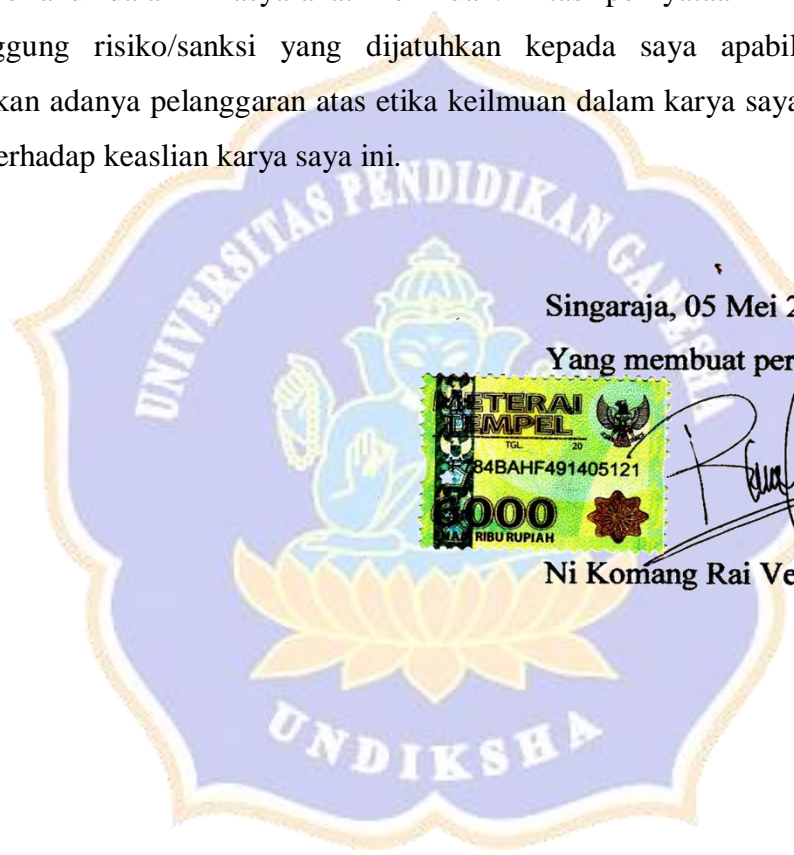 ggung risiko/sanksi yang dijatuhkan kepada saya apabil
kan adanya pelanggaran atas etika keilmuan dalam karya saya
erhadap keaslian karya saya ini.
UNIVERSITAS PENDIDIKAN GANESHA
Singaraja, 05 Mei 2
Yang membuat per
METERAI
TEMPEL
TGL. 20
784BAHF491405121
6000
ENAM RIBU RUPIAH
Ni Komang Rai Ve
UNDIKSHA